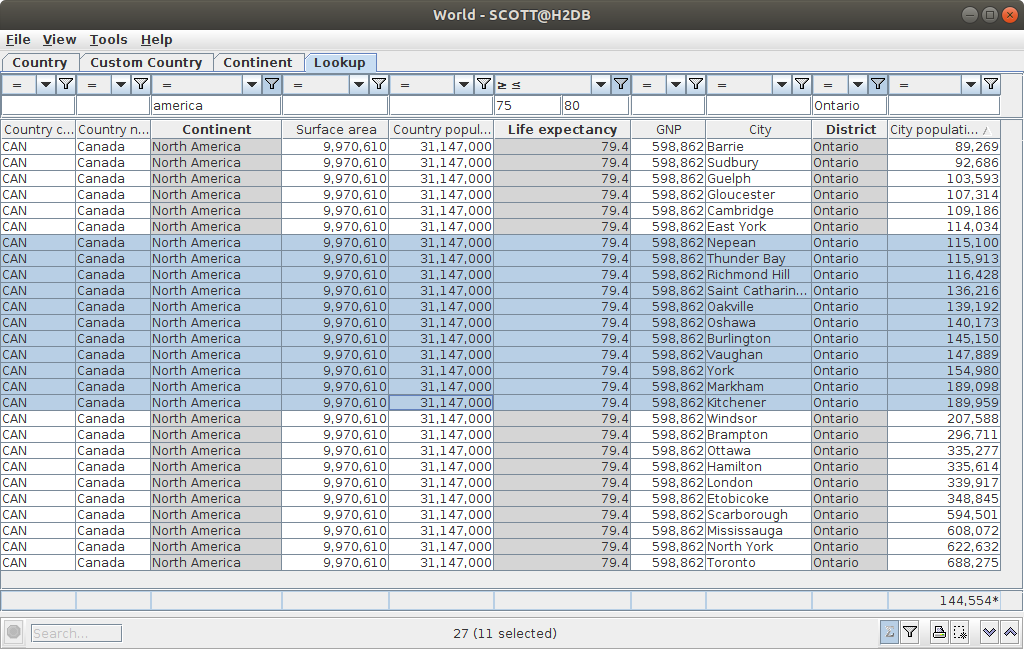 World - SCOTT@H2DB
File View Tools Help
Country Custom Country Continent Lookup
= = = = = ≥ ≤ = = = =
america 75 80 Ontario
Country c... Country n... Continent Surface area Country popul... Life expectancy GNP City District City populati...
CAN Canada North America 9,970,610 31,147,000 79.4 598,862 Barrie Ontario 89,269
CAN Canada North America 9,970,610 31,147,000 79.4 598,862 Sudbury Ontario 92,686
CAN Canada North America 9,970,610 31,147,000 79.4 598,862 Guelph Ontario 103,593
CAN Canada North America 9,970,610 31,147,000 79.4 598,862 Gloucester Ontario 107,314
CAN Canada North America 9,970,610 31,147,000 79.4 598,862 Cambridge Ontario 109,186
CAN Canada North America 9,970,610 31,147,000 79.4 598,862 East York Ontario 114,034
CAN Canada North America 9,970,610 31,147,000 79.4 598,862 Nepean Ontario 115,100
CAN Canada North America 9,970,610 31,147,000 79.4 598,862 Thunder Bay Ontario 115,913
CAN Canada North America 9,970,610 31,147,000 79.4 598,862 Richmond Hill Ontario 116,428
CAN Canada North America 9,970,610 31,147,000 79.4 598,862 Saint Catharin... Ontario 136,216
CAN Canada North America 9,970,610 31,147,000 79.4 598,862 Oakville Ontario 139,192
CAN Canada North America 9,970,610 31,147,000 79.4 598,862 Oshawa Ontario 140,173
CAN Canada North America 9,970,610 31,147,000 79.4 598,862 Burlington Ontario 145,150
CAN Canada North America 9,970,610 31,147,000 79.4 598,862 Vaughan Ontario 147,889
CAN Canada North America 9,970,610 31,147,000 79.4 598,862 York Ontario 154,980
CAN Canada North America 9,970,610 31,147,000 79.4 598,862 Markham Ontario 189,098
CAN Canada North America 9,970,610 31,147,000 79.4 598,862 Kitchener Ontario 189,959
CAN Canada North America 9,970,610 31,147,000 79.4 598,862 Windsor Ontario 207,588
CAN Canada North America 9,970,610 31,147,000 79.4 598,862 Brampton Ontario 296,711
CAN Canada North America 9,970,610 31,147,000 79.4 598,862 Ottawa Ontario 335,277
CAN Canada North America 9,970,610 31,147,000 79.4 598,862 Hamilton Ontario 335,614
CAN Canada North America 9,970,610 31,147,000 79.4 598,862 London Ontario 339,917
CAN Canada North America 9,970,610 31,147,000 79.4 598,862 Etobicoke Ontario 348,845
CAN Canada North America 9,970,610 31,147,000 79.4 598,862 Scarborough Ontario 594,501
CAN Canada North America 9,970,610 31,147,000 79.4 598,862 Mississauga Ontario 608,072
CAN Canada North America 9,970,610 31,147,000 79.4 598,862 North York Ontario 622,632
CAN Canada North America 9,970,610 31,147,000 79.4 598,862 Toronto Ontario 688,275
144,554*
Search... 27 (11 selected)